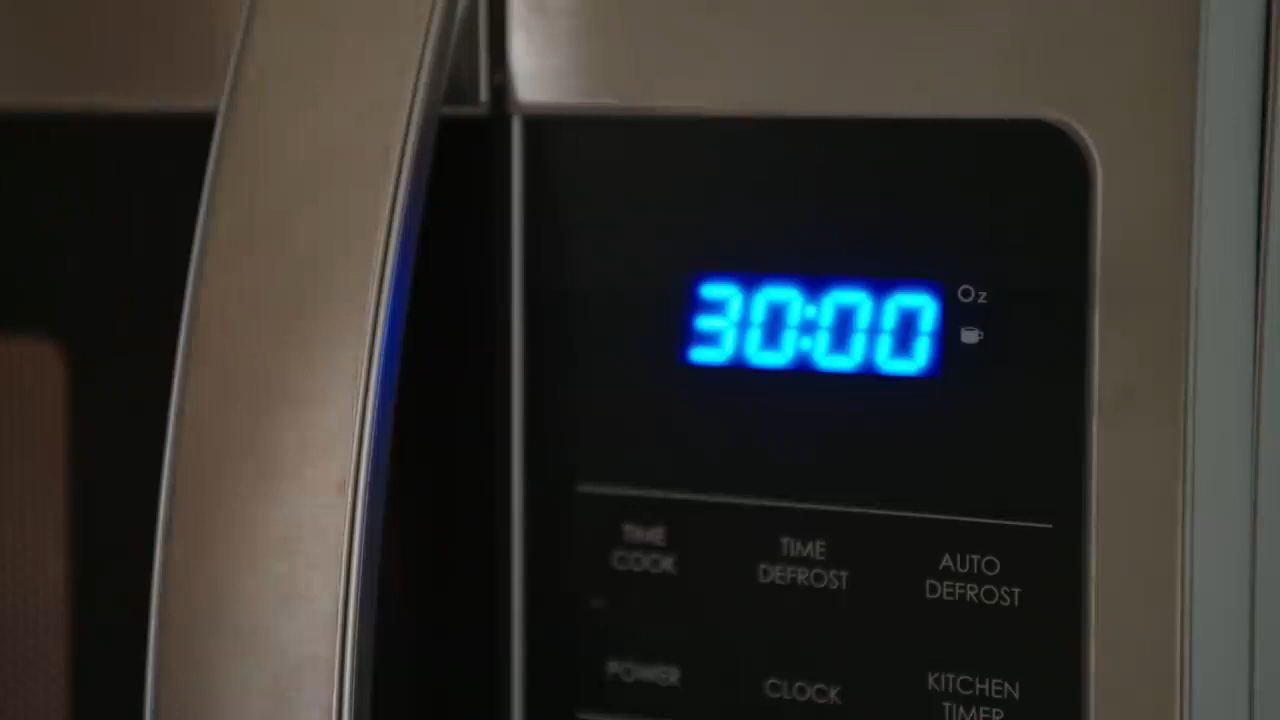 30:00
Oz
TIME
COOK
TIME
DEFROST
AUTO
DEFROST
POWER
CLOCK
KITCHEN
TIMER